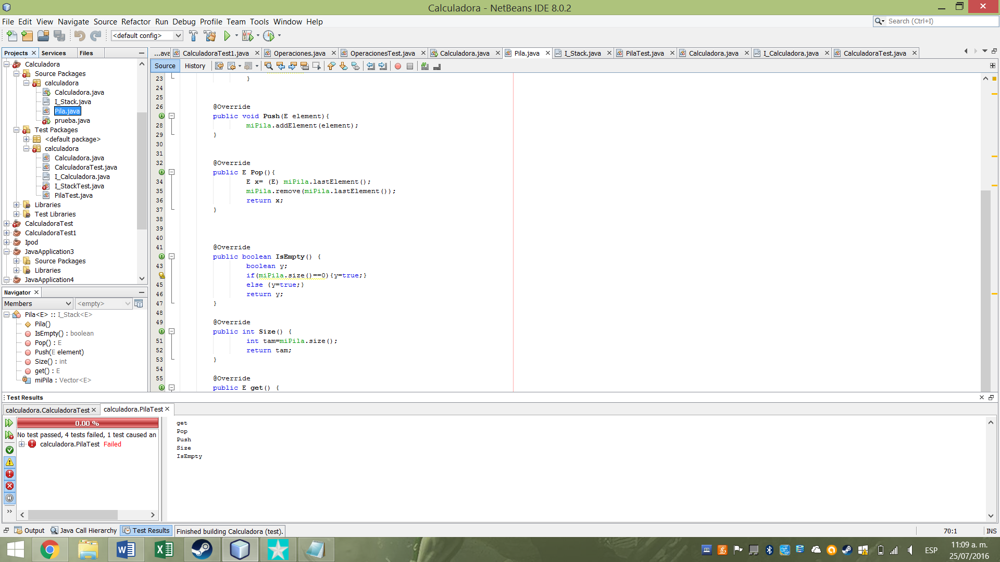 Calculadora - NetBeans IDE 8.0.2
File Edit View Navigate Source Refactor Run Debug Profile Team Tools Window Help
Search (Ctrl+I)
<default config>
Projects Services Files
...ava CalculadoraTest1.java Operaciones.java OperacionesTest.java Calculadora.java Pila.java I_Stack.java PilaTest.java Calculadora.java I_Calculadora.java CalculadoraTest.java
Source History
Calculadora
Source Packages
calculadora
Calculadora.java
I_Stack.java
Pila.java
prueba.java
Test Packages
<default package>
calculadora
Calculadora.java
CalculadoraTest.java
I_Calculadora.java
I_StackTest.java
PilaTest.java
Libraries
Test Libraries
CalculadoraTest
CalculadoraTest1
Ipod
JavaApplication3
Source Packages
Libraries
JavaApplication4
Navigator
Members <empty>
Pila<E> :: I_Stack<E>
Pila()
IsEmpty() : boolean
Pop() : E
Push(E element)
Size() : int
get() : E
miPila : Vector<E>
23 }
24
25
26 @Override
public void Push(E element){
28 miPila.addElement(element);
29 }
30
31
32 @Override
public E Pop(){
34 E x= (E) miPila.lastElement();
35 miPila.remove(miPila.lastElement());
36 return x;
37 }
38
39
40
41 @Override
public boolean IsEmpty() {
43 boolean y;
if(miPila.size()==0){y=true;}
45 else {y=true;}
46 return y;
47 }
48
49 @Override
public int Size() {
51 int tam=miPila.size();
52 return tam;
53 }
54
55 @Override
public E get() {
Test Results
calculadora.CalculadoraTest calculadora.PilaTest
0.00 %
No test passed, 4 tests failed, 1 test caused an
calculadora.PilaTest Failed
get
Pop
Push
Size
IsEmpty
Output Java Call Hierarchy Test Results Finished building Calculadora (test).
70:1 INS
ESP
11:09 a. m.
25/07/2016